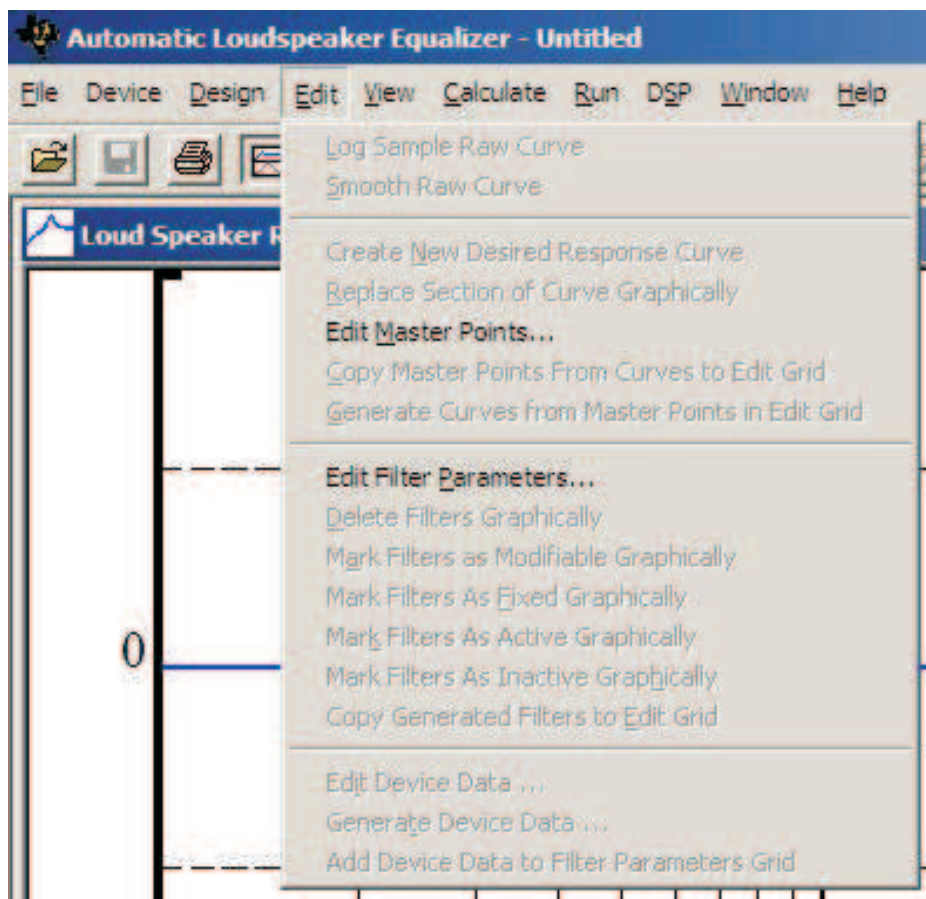 Automatic Loudspeaker Equalizer - Untitled
File Device Design Edit View Calculate Run DSP Window Help
Log Sample Raw Curve
Smooth Raw Curve
Loud Speaker R
Create New Desired Response Curve
Replace Section of Curve Graphically
Edit Master Points...
Copy Master Points From Curves to Edit Grid
Generate Curves from Master Points in Edit Grid
Edit Filter Parameters...
Delete Filters Graphically
Mark Filters as Modifiable Graphically
Mark Filters As Fixed Graphically
0
Mark Filters As Active Graphically
Mark Filters As Inactive Graphically
Copy Generated Filters to Edit Grid
Edit Device Data ...
Generate Device Data ...
Add Device Data to Filter Parameters Grid